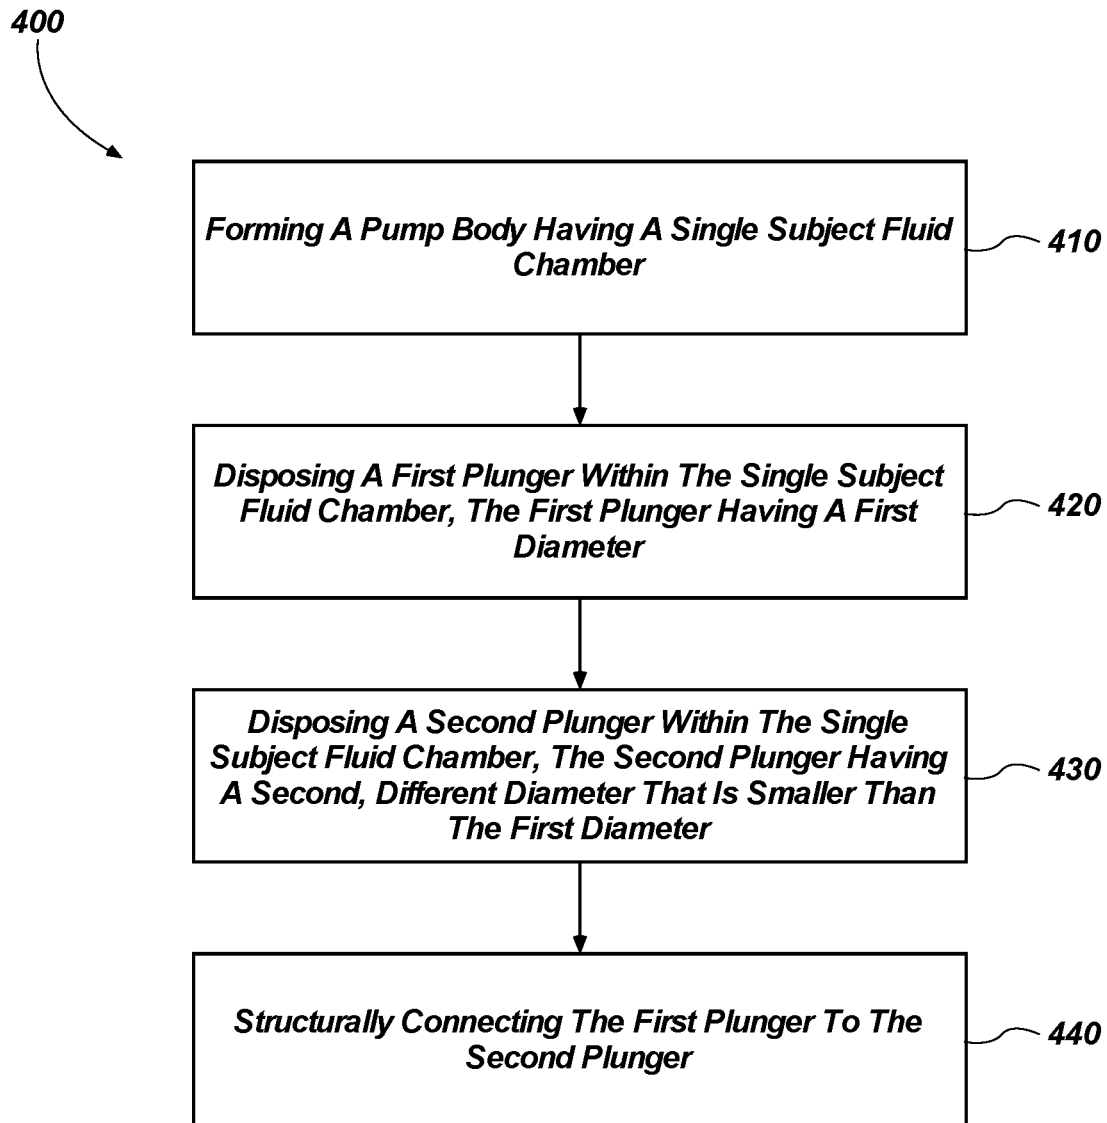 400
Forming A Pump Body Having A Single Subject Fluid
Chamber
410
Disposing A First Plunger Within The Single Subject
Fluid Chamber, The First Plunger Having A First
Diameter
420
Disposing A Second Plunger Within The Single
Subject Fluid Chamber, The Second Plunger Having
A Second, Different Diameter That Is Smaller Than
The First Diameter
430
Structurally Connecting The First Plunger To The
Second Plunger
440